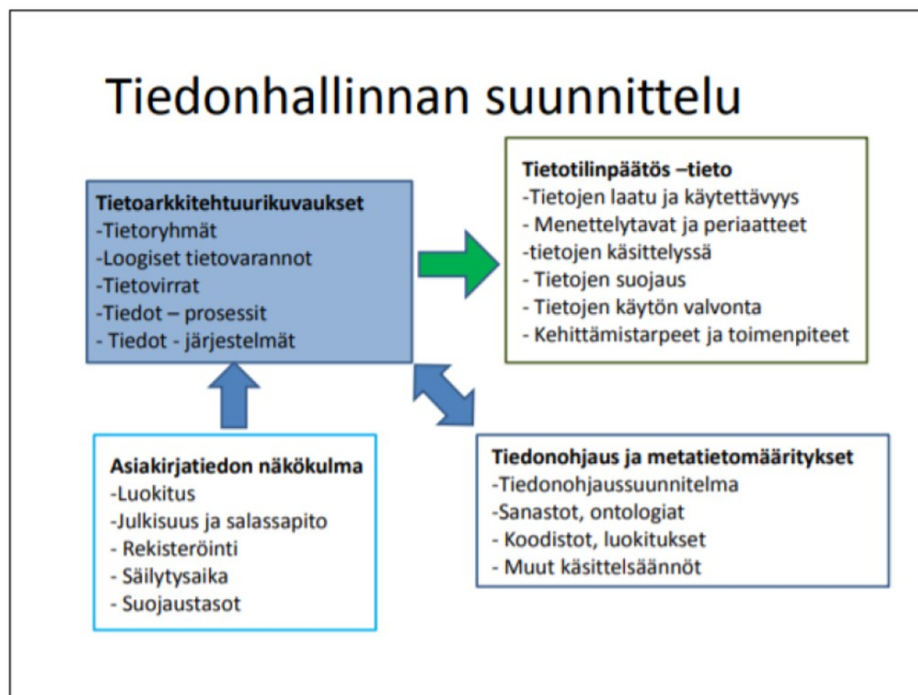 Tiedonhallinnan suunnittelu
Tietoarkkitehtuurikuvaukset
-Tietoryhmät
-Loogiset tietovarannot
-Tietovirrat
-Tiedot – prosessit
- Tiedot - järjestelmät
Tietotilinpäätös –tieto
-Tietojen laatu ja käytettävyys
- Menettelytavat ja periaatteet
-tietojen käsittelyssä
- Tietojen suojaus
- Tietojen käytön valvonta
- Kehittämistarpeet ja toimenpiteet
Asiakirjatiedon näkökulma
-Luokitus
-Julkisuus ja salassapito
- Rekisteröinti
- Säilytysaika
- Suojaustasot
Tiedonohjaus ja metatietomääritykset
-Tiedonohjaussuunnitelma
-Sanastot, ontologiat
- Koodistot, luokitukset
- Muut käsittelsäännöt